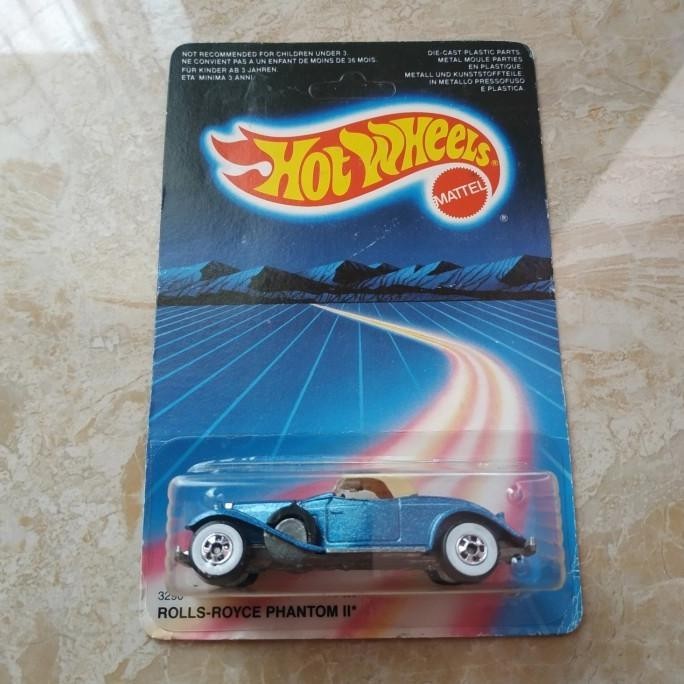 NOT RECOMMENDED FOR CHILDREN UNDER 3.
NE CONVIENT PAS A UN ENFANT DE MOINS DE 36 MOIS.
FÜR KINDER AB 3 JAHREN.
ETA' MINIMA 3 ANNI
DIE-CAST PLASTIC PARTS.
METAL MOULE PARTIES
EN PLASTIQUE.
METALL UND KUNSTSTOFFTEILE
IN METALLO PRESSOFUSO
E PLASTICA.
HOT WHEELS®
MATTEL
®
ROLLS-ROYCE PHANTOM II*